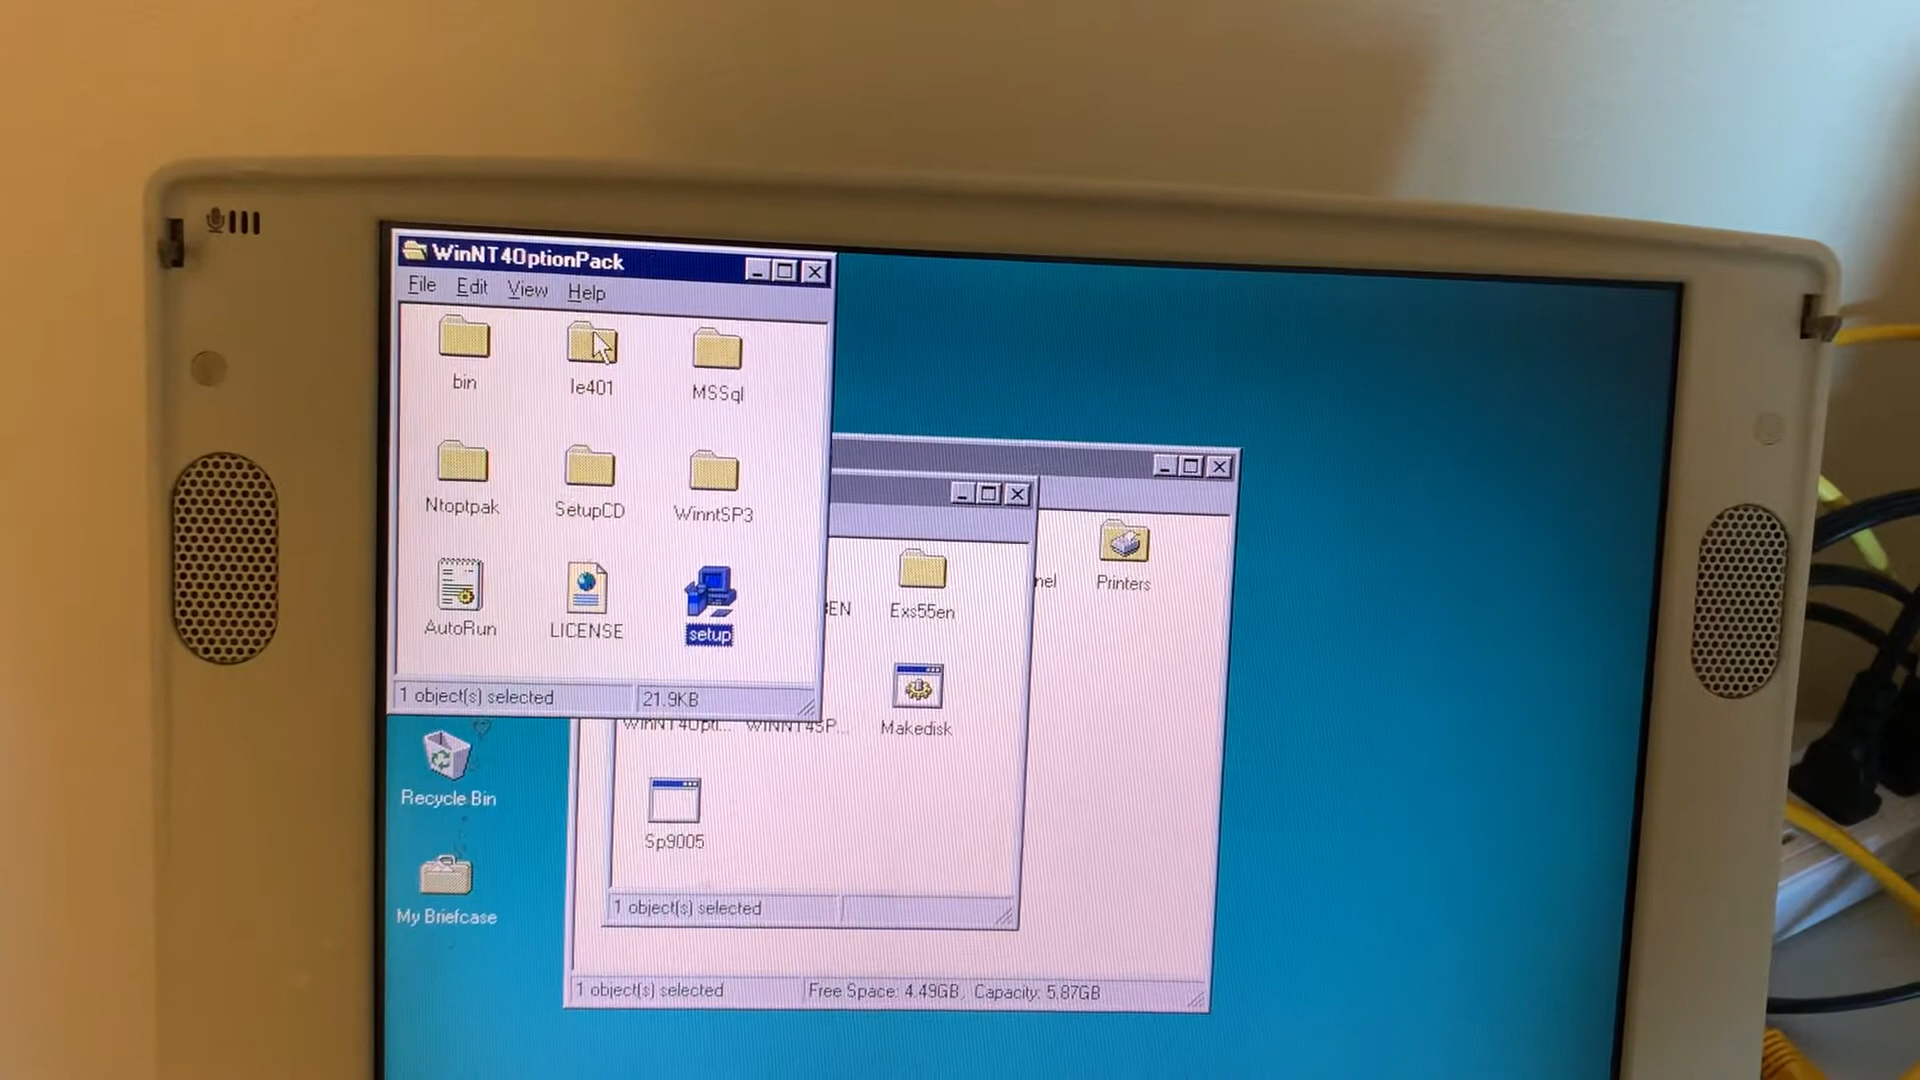 WinNT4OptionPack
File Edit View Help
bin Ie401 MSSql
Ntoptpak SetupCD WinntSP3
AutoRun LICENSE setup
1 object(s) selected 21.9KB
Printers
Exs55en
WinNT4Opti... WINNT4SP... Makedisk
Sp9005
1 object(s) selected
1 object(s) selected Free Space: 4.49GB, Capacity: 5.87GB
Recycle Bin
My Briefcase